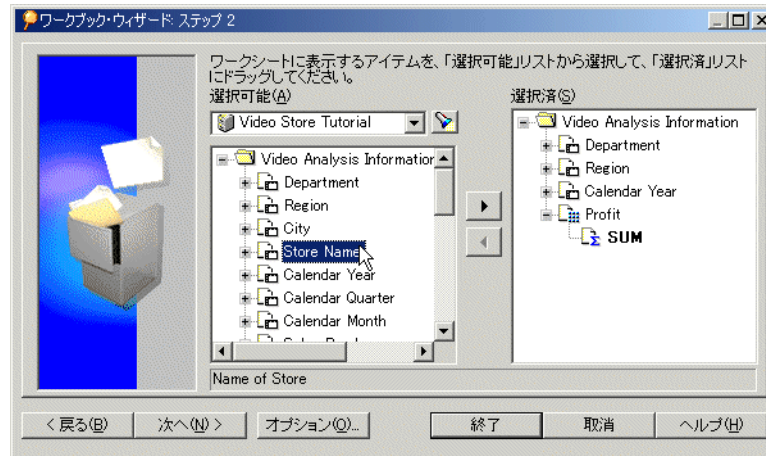 ワークブック・ウィザード: ステップ 2
ワークシートに表示するアイテムを、「選択可能」リストから選択して、「選択済」リスト
にドラッグしてください。
選択可能(A)
選択済(S)
Video Store Tutorial
Video Analysis Information
Department
Region
City
Store Name
Calendar Year
Calendar Quarter
Calendar Month
Video Analysis Information
Department
Region
Calendar Year
Profit
SUM
Name of Store
< 戻る(B)
次へ(N) >
オプション(O)...
終了
取消
ヘルプ(H)